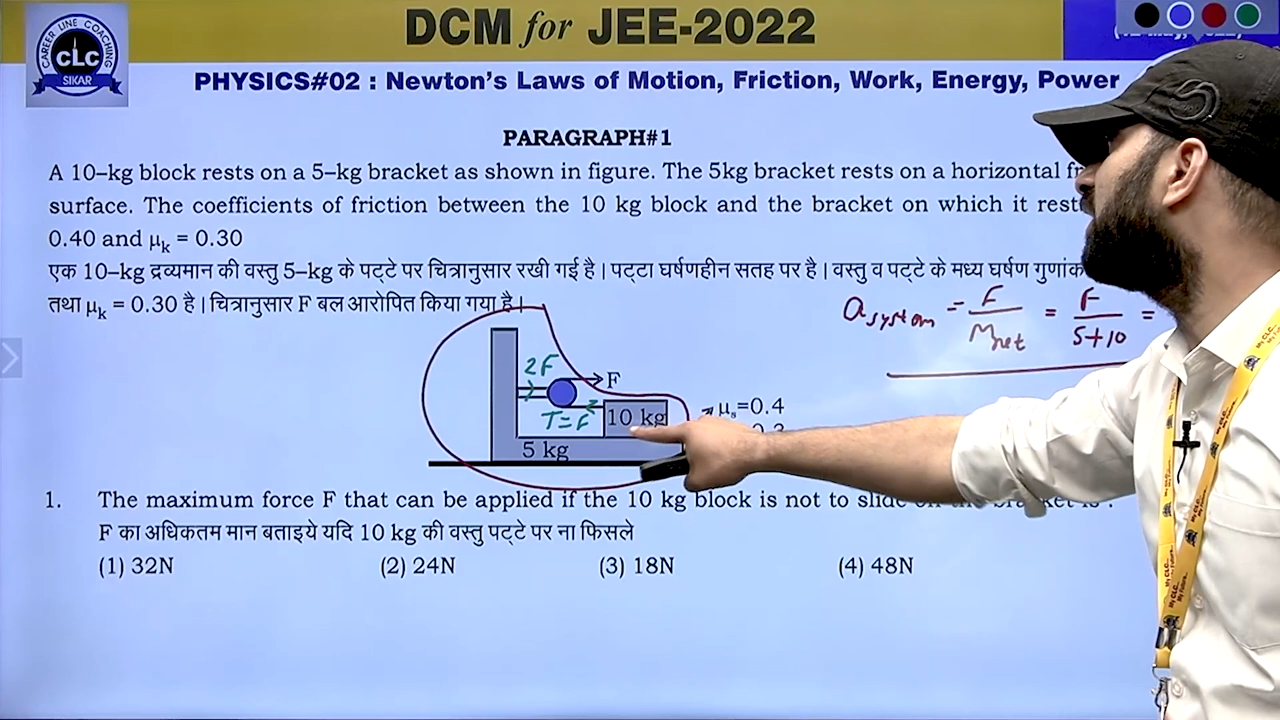 DCM for JEE-2022
CAREER LINE COACHING
CLC
SIKAR
PHYSICS#02 : Newton's Laws of Motion, Friction, Work, Energy, Power
PARAGRAPH#1
A 10–kg block rests on a 5–kg bracket as shown in figure. The 5kg bracket rests on a horizontal
surface. The coefficients of friction between the 10 kg block and the bracket on which it
0.40 and μk = 0.30
एक 10–kg द्रव्यमान की वस्तु 5–kg के पट्टे पर चित्रानुसार रखी गई है। पट्टा घर्षणहीन सतह पर है। वस्तु व पट्टे के मध्य घर्षण गुणांक
तथा μk = 0.30 है। चित्रानुसार F बल आरोपित किया गया है।
a system = F / Mnet = F / 5+10 =
2F
F
T=F
10 kg
μs=0.4
5 kg
1. The maximum force F that can be applied if the 10 kg block is not to slide
F का अधिकतम मान बताइये यदि 10 kg की वस्तु पट्टे पर ना फिसले
(1) 32N (2) 24N (3) 18N (4) 48N